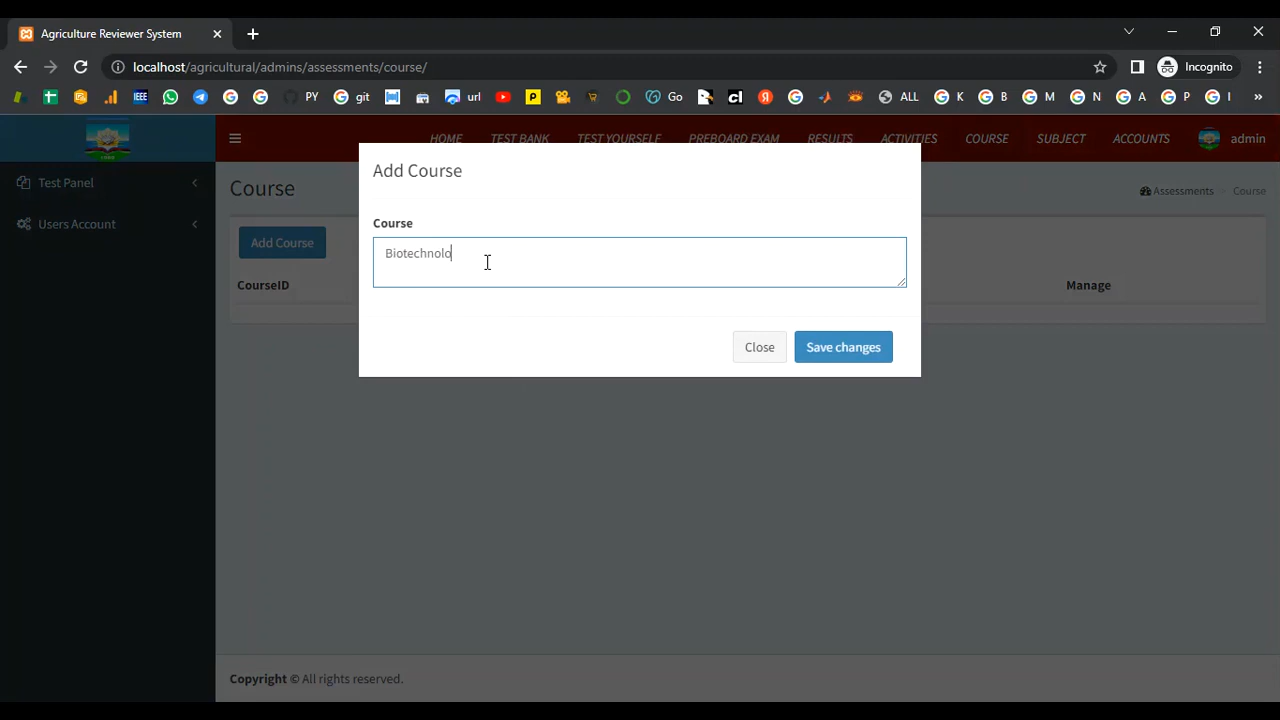 Agriculture Reviewer System
localhost/agricultural/admins/assessments/course/
Incognito
IEEE PY git url Go cl ALL K B M N A P I
HOME TEST BANK TEST YOURSELF PREBOARD EXAM RESULTS ACTIVITIES COURSE SUBJECT ACCOUNTS admin
Test Panel
Users Account
Course
Assessments
Course
Add Course
CourseID
Manage
Add Course
Course
Biotechnolo
Close
Save changes
Copyright © All rights reserved.